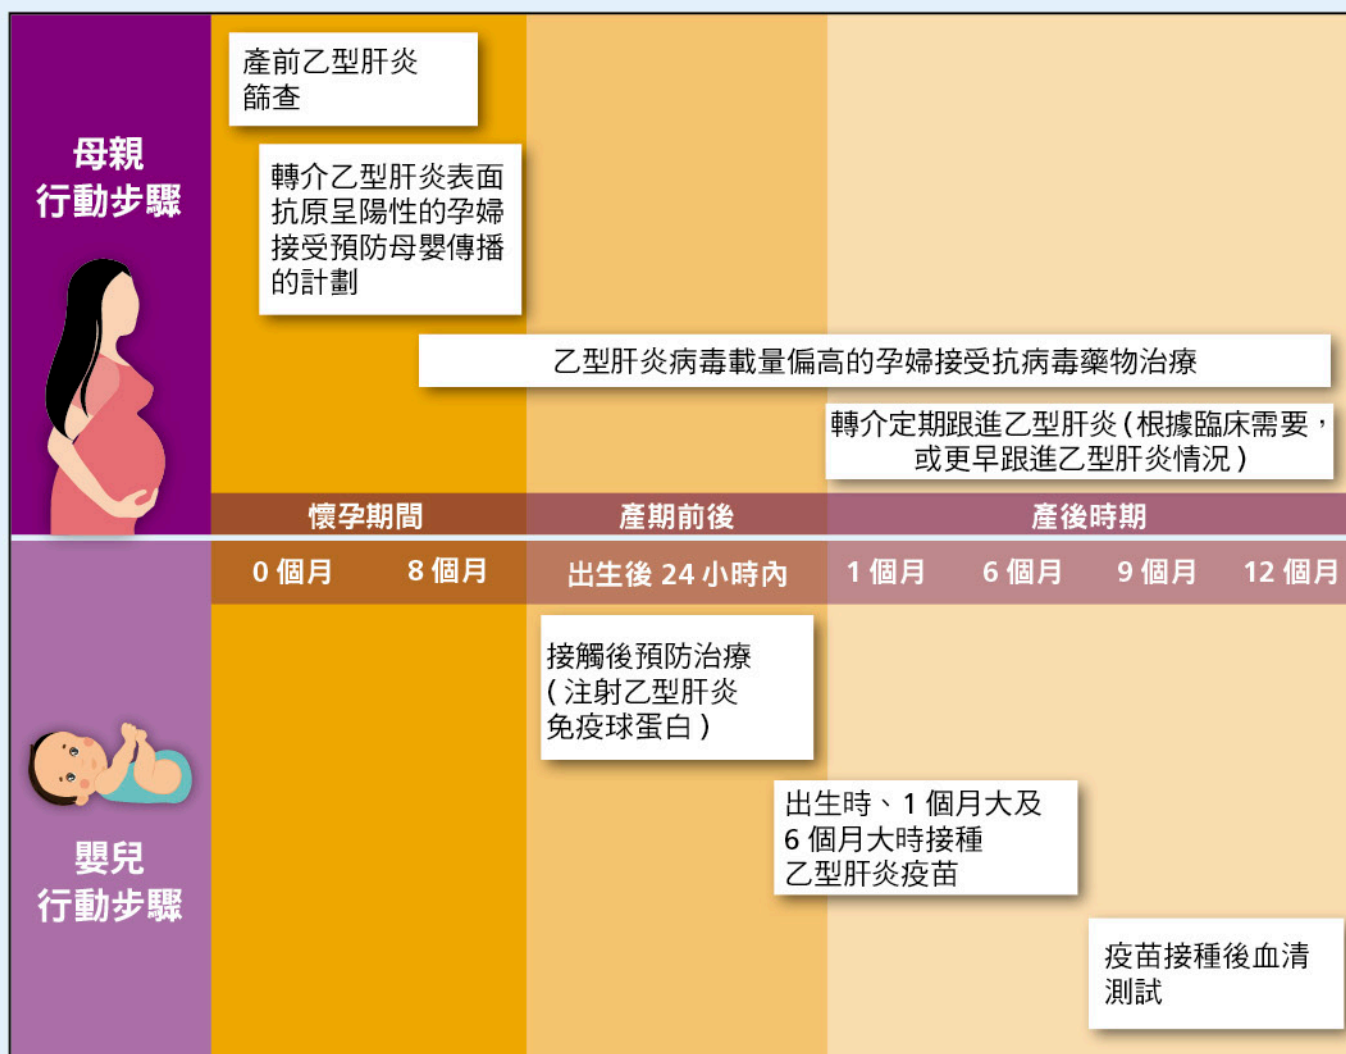 產前乙型肝炎
篩查
母親
行動步驟
轉介乙型肝炎表面
抗原呈陽性的孕婦
接受預防母嬰傳播
的計劃
乙型肝炎病毒載量偏高的孕婦接受抗病毒藥物治療
轉介定期跟進乙型肝炎(根據臨床需要，
或更早跟進乙型肝炎情況)
懷孕期間 產期前後 產後時期
0 個月 8 個月 出生後 24 小時內 1 個月 6 個月 9 個月 12 個月
接觸後預防治療
(注射乙型肝炎
免疫球蛋白)
出生時、1 個月大及
6 個月大時接種
乙型肝炎疫苗
嬰兒
行動步驟
疫苗接種後血清
測試